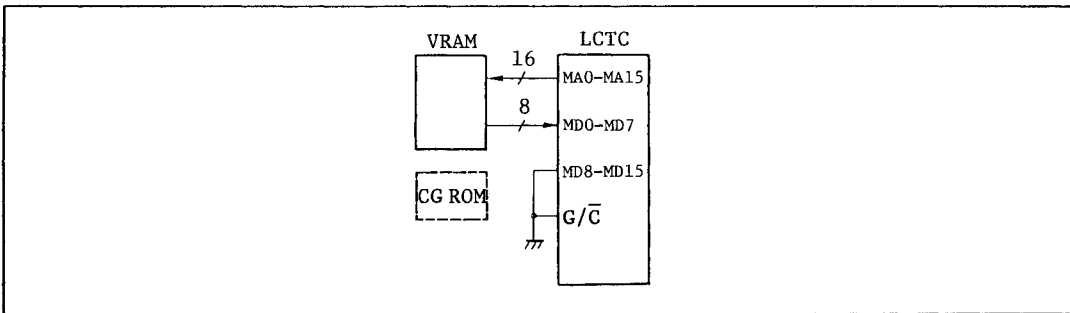 VRAM
LCTC
16
MA0-MA15
8
MD0-MD7
MD8-MD15
CG ROM
G/C̅